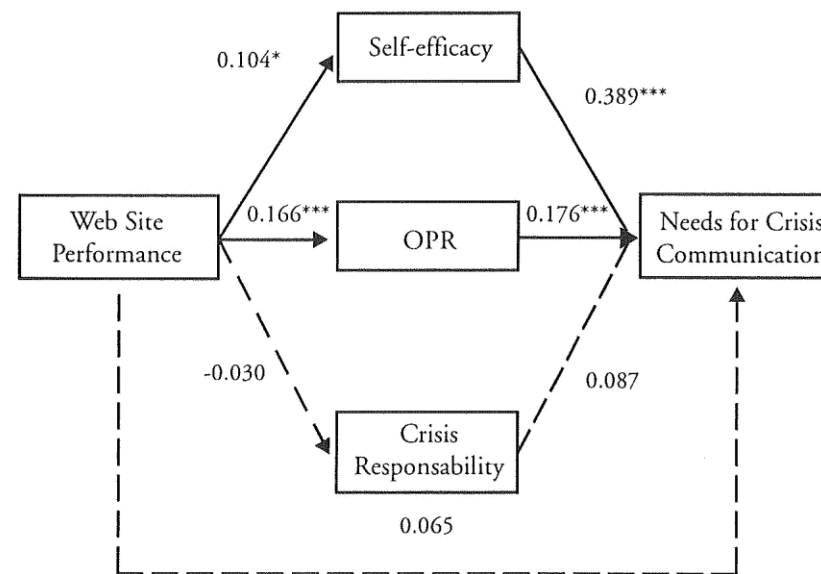 Self-efficacy
0.104*
0.389***
Web Site
Performance
0.166***
OPR
0.176***
Needs for Crisis
Communication
-0.030
0.087
Crisis
Responsability
0.065